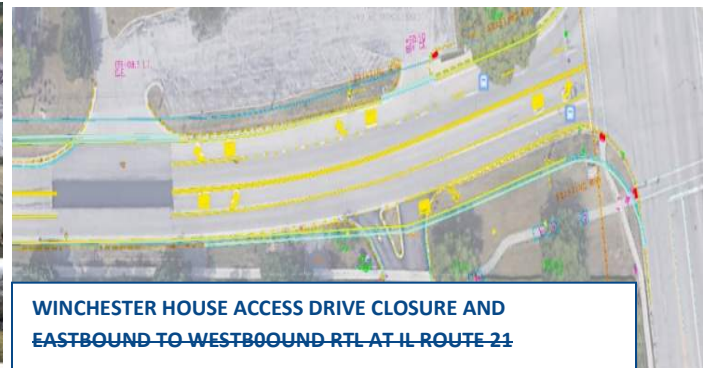 WINCHESTER HOUSE ACCESS DRIVE CLOSURE AND
EASTBOUND TO WESTB0OUND RTL AT IL ROUTE 21